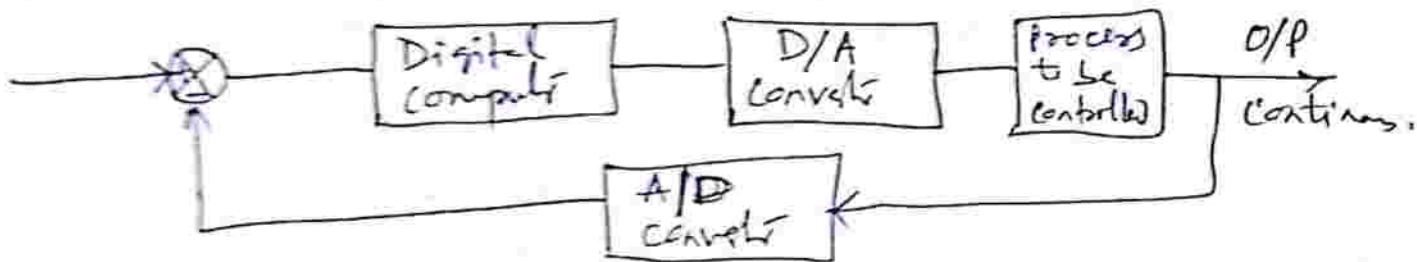 Digital
computer
D/A
converter
Process
to be
controlled
O/P
continuous.
A/D
converter